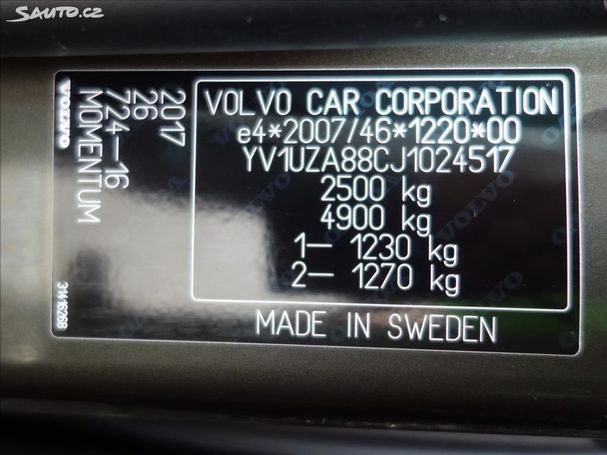 SAUTO.CZ
VOLVO CAR CORPORATION
e4*2007/46*1220*00
YV1UZA88CJ1024517
2500 kg
4900 kg
1– 1230 kg
2– 1270 kg
MADE IN SWEDEN
2017
26
724–16
MOMENTUM
VOLVO
31416268